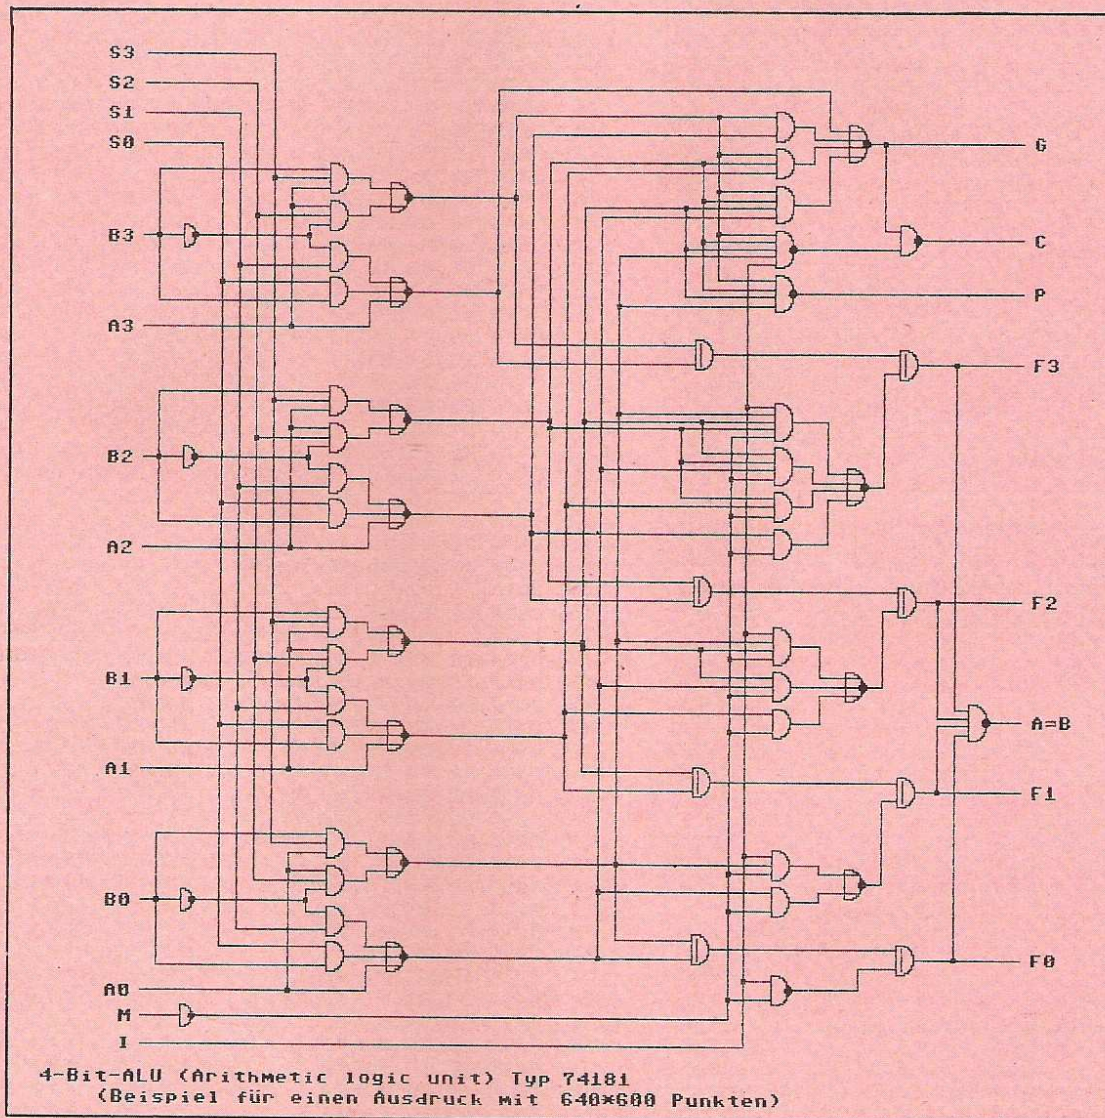 S3
S2
S1
S0
G
B3
C
P
A3
F3
B2
A2
F2
B1
A=B
A1
F1
B0
F0
A0
M
I
4-Bit-ALU (Arithmetic logic unit) Typ 74181
(Beispiel für einen Ausdruck mit 640*600 Punkten)